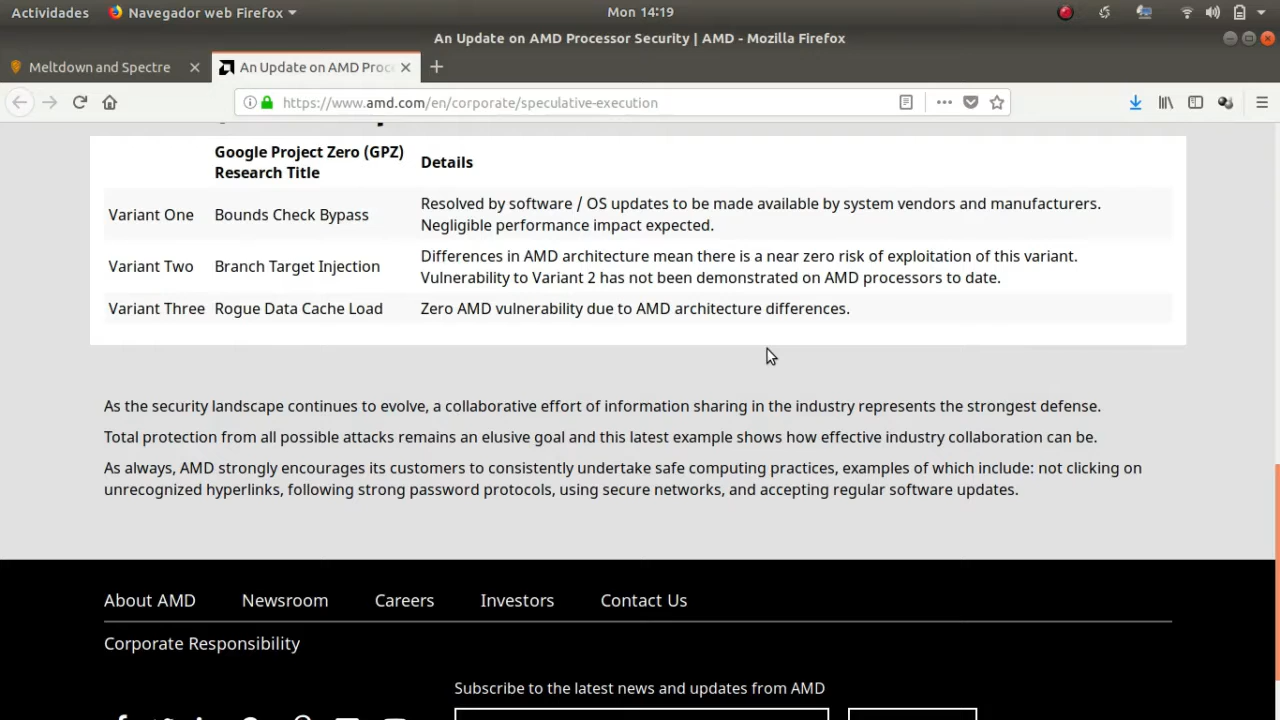 Actividades Navegador web Firefox Mon 14:19
An Update on AMD Processor Security | AMD - Mozilla Firefox
Meltdown and Spectre An Update on AMD Proc
https://www.amd.com/en/corporate/speculative-execution
Google Project Zero (GPZ)
Research Title
Details
Variant One
Bounds Check Bypass
Resolved by software / OS updates to be made available by system vendors and manufacturers.
Negligible performance impact expected.
Variant Two
Branch Target Injection
Differences in AMD architecture mean there is a near zero risk of exploitation of this variant.
Vulnerability to Variant 2 has not been demonstrated on AMD processors to date.
Variant Three
Rogue Data Cache Load
Zero AMD vulnerability due to AMD architecture differences.
As the security landscape continues to evolve, a collaborative effort of information sharing in the industry represents the strongest defense.
Total protection from all possible attacks remains an elusive goal and this latest example shows how effective industry collaboration can be.
As always, AMD strongly encourages its customers to consistently undertake safe computing practices, examples of which include: not clicking on
unrecognized hyperlinks, following strong password protocols, using secure networks, and accepting regular software updates.
About AMD Newsroom Careers Investors Contact Us
Corporate Responsibility
Subscribe to the latest news and updates from AMD